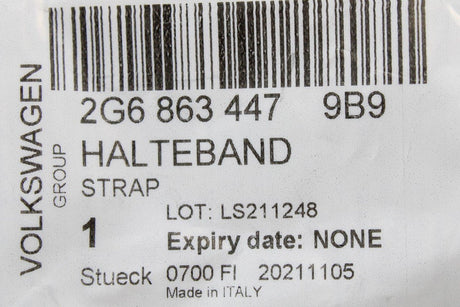 VOLKSWAGEN
GROUP
2G6 863 447 9B9
HALTEBAND
STRAP
1
LOT: LS211248
Expiry date: NONE
Stueck 0700 FI 20211105
Made in ITALY